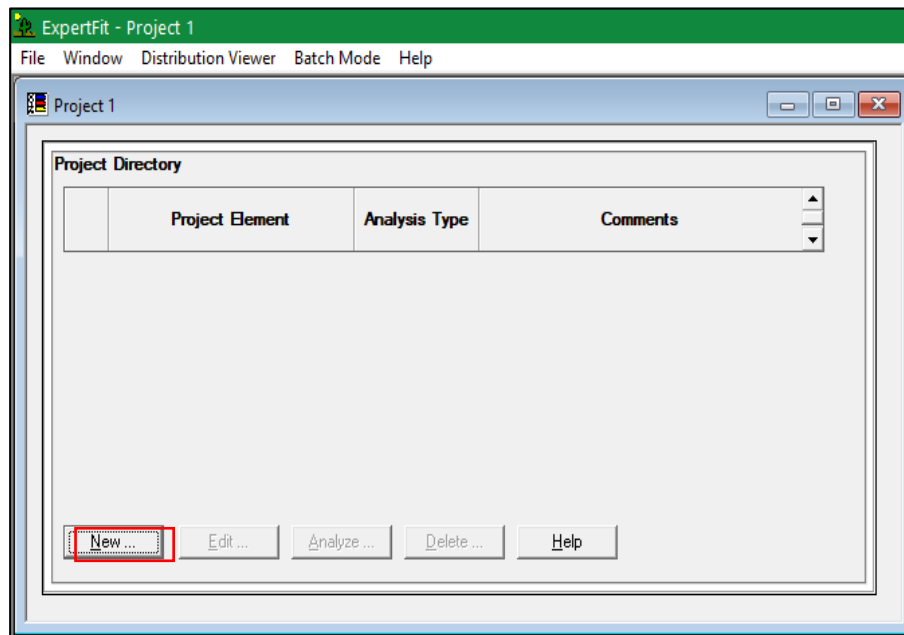 ExpertFit - Project 1
File Window Distribution Viewer Batch Mode Help
Project 1
Project Directory
Project Element Analysis Type Comments
New ... Edit ... Analyze ... Delete ... Help